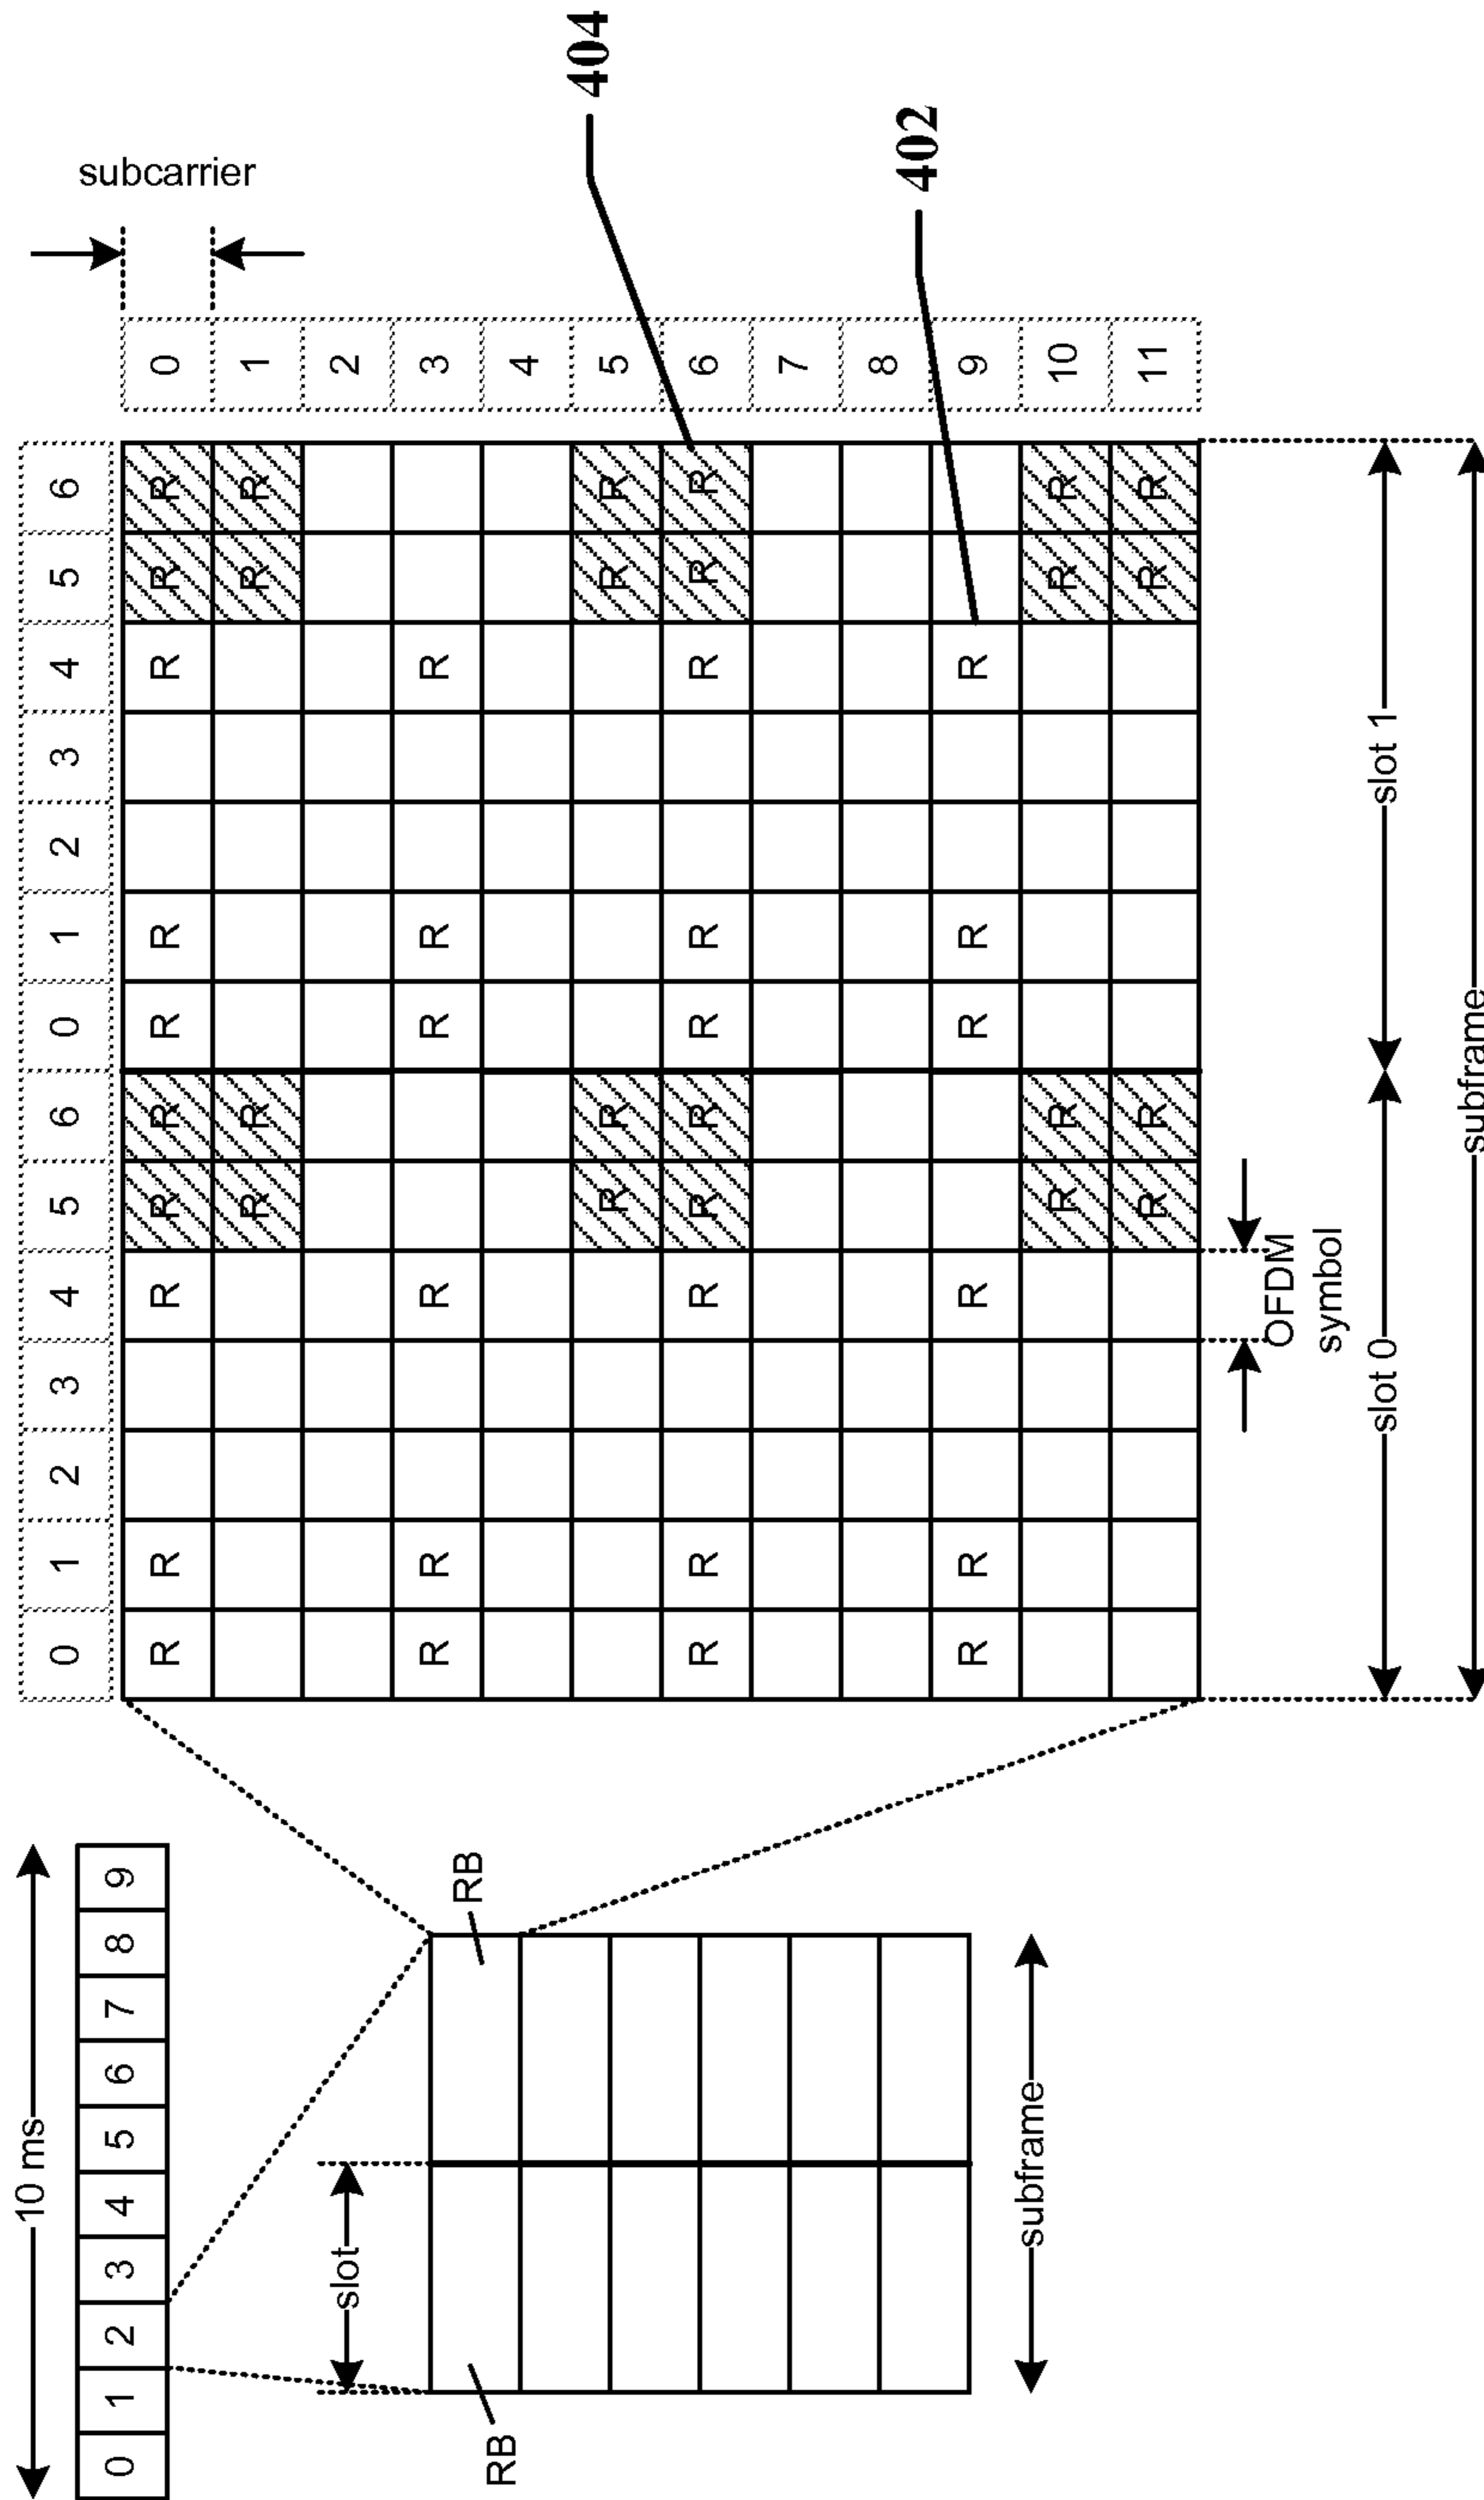 10 ms
0 1 2 3 4 5 6 7 8 9
0 1 2 3 4 5 6 0 1 2 3 4 5 6
subcarrier
R R R R R R R R R R 0
R R R R 1
2
R R R R R R 3
4
R R R R 5
404
R R R R R R R R R R 6
7
8
402
R R R R R R 9
R R R R 10
R R R R 11
slot
RB
RB
subframe
OFDM
symbol
slot 0
slot 1
subframe